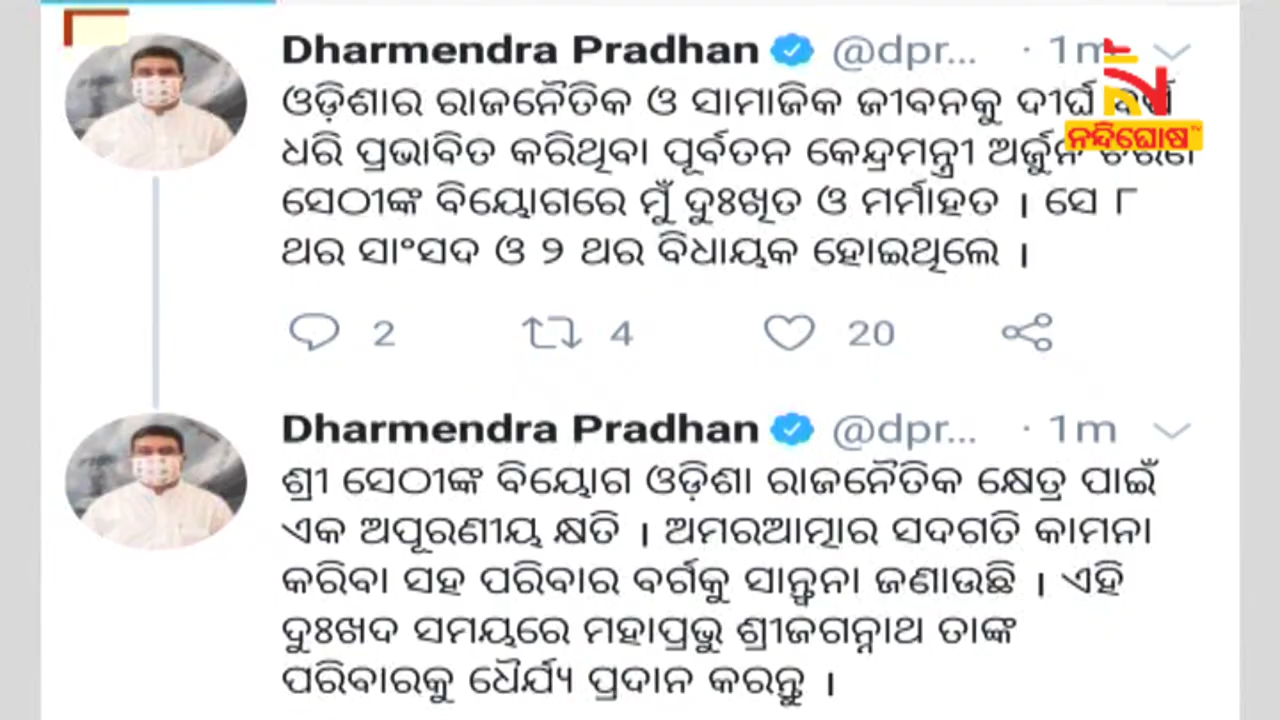 Dharmendra Pradhan @dpr... · 1m
ଓଡ଼ିଶାର ରାଜନୈତିକ ଓ ସାମାଜିକ ଜୀବନକୁ ଦୀର୍ଘ
ନନ୍ଦିଘୋଷ TV
ଧରି ପ୍ରଭାବିତ କରିଥିବା ପୂର୍ବତନ କେନ୍ଦ୍ରମନ୍ତ୍ରୀ ଅର୍ଜୁନ
ସେଠୀଙ୍କ ବିୟୋଗରେ ମୁଁ ଦୁଃଖିତ ଓ ମର୍ମାହତ । ସେ ୮
ଥର ସାଂସଦ ଓ ୨ ଥର ବିଧାୟକ ହୋଇଥିଲେ ।
2 4 20
Dharmendra Pradhan @dpr... · 1m
ଶ୍ରୀ ସେଠୀଙ୍କ ବିୟୋଗ ଓଡ଼ିଶା ରାଜନୈତିକ କ୍ଷେତ୍ର ପାଇଁ
ଏକ ଅପୂରଣୀୟ କ୍ଷତି । ଅମରଆତ୍ମାର ସଦଗତି କାମନା
କରିବା ସହ ପରିବାର ବର୍ଗକୁ ସାନ୍ତ୍ୱନା ଜଣାଉଛି । ଏହି
ଦୁଃଖଦ ସମୟରେ ମହାପ୍ରଭୁ ଶ୍ରୀଜଗନ୍ନାଥ ତାଙ୍କ
ପରିବାରକୁ ଧୈର୍ଯ୍ୟ ପ୍ରଦାନ କରନ୍ତୁ ।